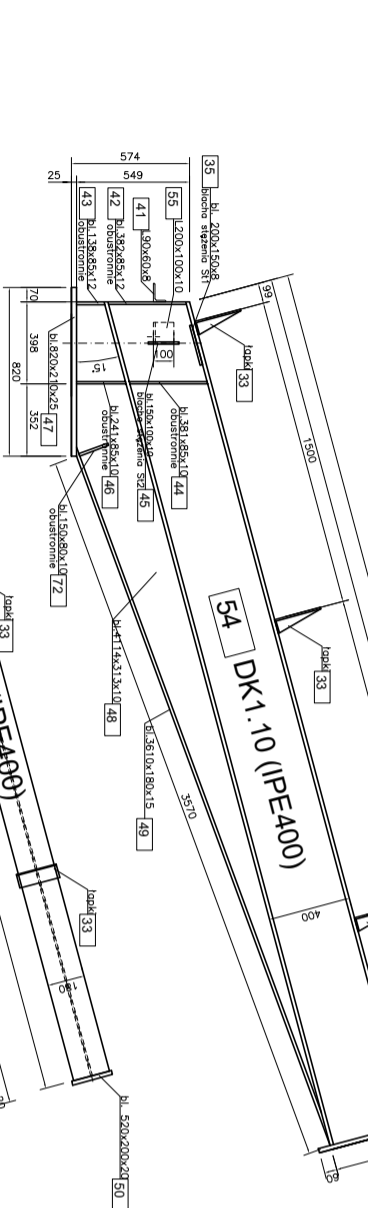 574
25
549
35
bl. 200x150x8
blacha stężenia St1
55
L200x100x10
41
L90x60x8
42
bl.382x85x12
obustronnie
43
bl.138x85x12
obustronnie
99
1500
łapki
33
70
398
352
820
100
15
bl.820x210x25
47
bl.381x85x10
obustronnie
44
bl.150x100x10
blacha stężenia St2
45
bl.241x85x10
obustronnie
46
bl.150x80x10
obustronnie
72
54
DK1.10 (IPE400)
łapki
33
bl.4114x313x10
48
bl.3610x180x15
49
3570
400
łapki
33
(IPE400)
łapki
33
180
bl. 520x200x20
50